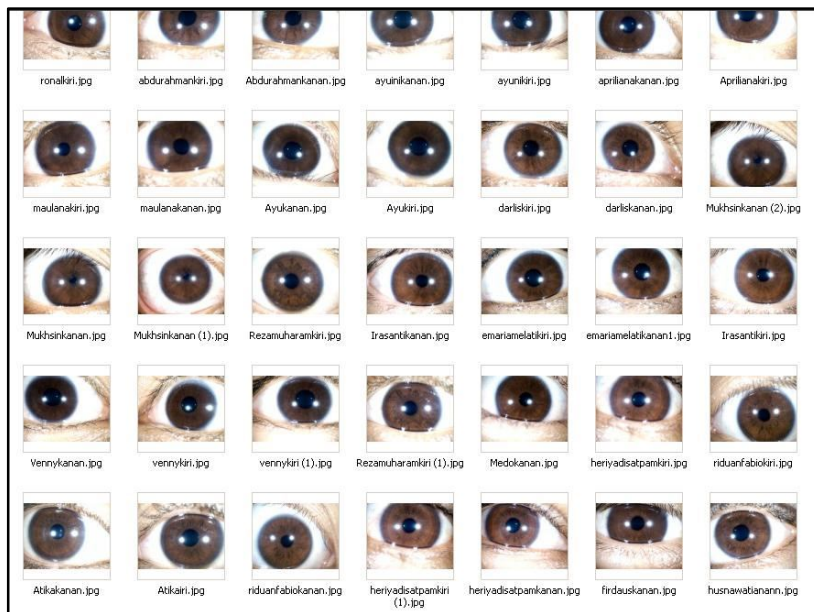 ronalkiri.jpg abdurahmankiri.jpg Abdurahmankanan.jpg ayuinikanan.jpg ayunikiri.jpg aprilianakanan.jpg Aprilianakiri.jpg
maulanakiri.jpg maulanakanan.jpg Ayukanan.jpg Ayukiri.jpg darliskiri.jpg darliskanan.jpg Mukhsinkanan (2).jpg
Mukhsinkanan.jpg Mukhsinkanan (1).jpg Rezamuharamkiri.jpg Irasantikanan.jpg emariamelatikiri.jpg emariamelatikanan1.jpg Irasantikiri.jpg
Vennykanan.jpg vennykiri.jpg vennykiri (1).jpg Rezamuharamkiri (1).jpg Medokanan.jpg heriyadisatpamkiri.jpg riduanfabiokiri.jpg
Atikakanan.jpg Atikairi.jpg riduanfabiokanan.jpg heriyadisatpamkiri heriyadisatpamkanan.jpg firdauskanan.jpg husnawatianann.jpg
(1).jpg